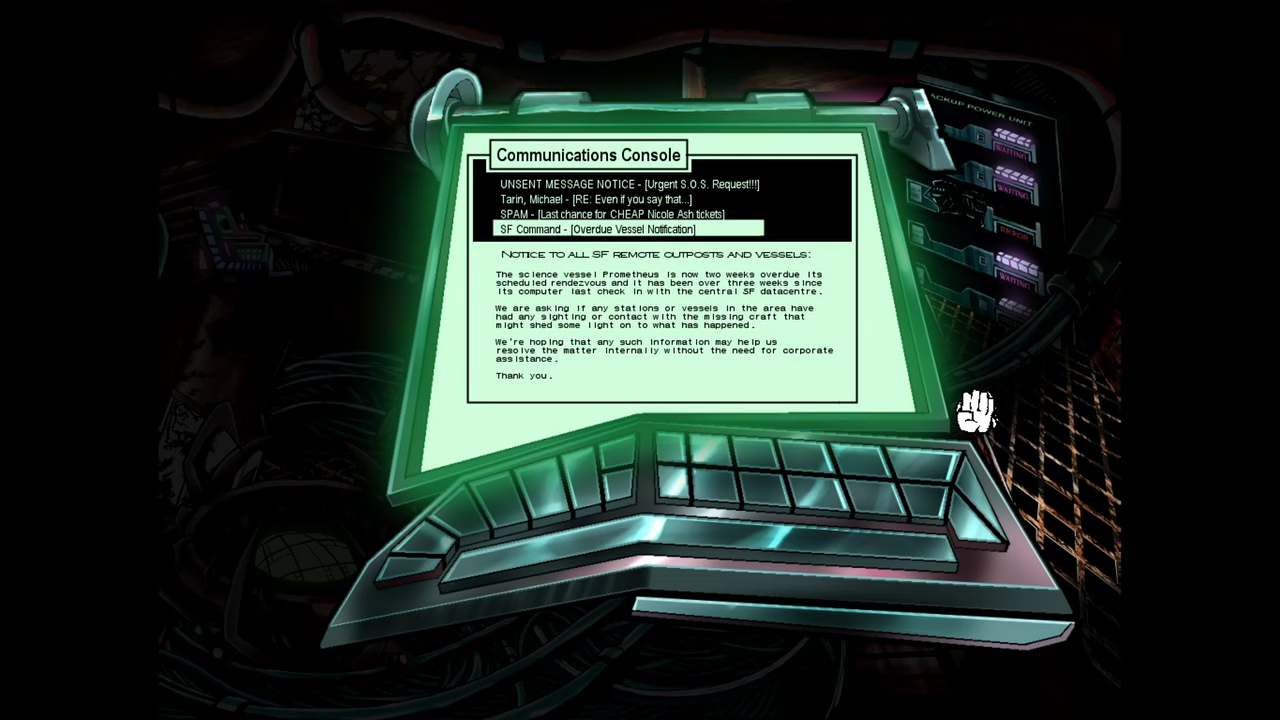 Communications Console
UNSENT MESSAGE NOTICE - [Urgent S.O.S. Request!!!]
Tarin, Michael - [RE: Even if you say that...]
SPAM - [Last chance for CHEAP Nicole Ash tickets]
SF Command - [Overdue Vessel Notification]
Notice to all SF remote outposts and vessels:
The science vessel Prometheus is now two weeks overdue its
scheduled rendezvous and it has been over three weeks since
its computer last check in with the central SF datacentre.
We are asking if any stations or vessels in the area have
had any sighting or contact with the missing craft that
might shed some light on to what has happened.
We're hoping that any such information may help us
resolve the matter internally without the need for corporate
assistance.
Thank you.
BACKUP POWER UNIT
WAITING
WAITING
ERROR
WAITING